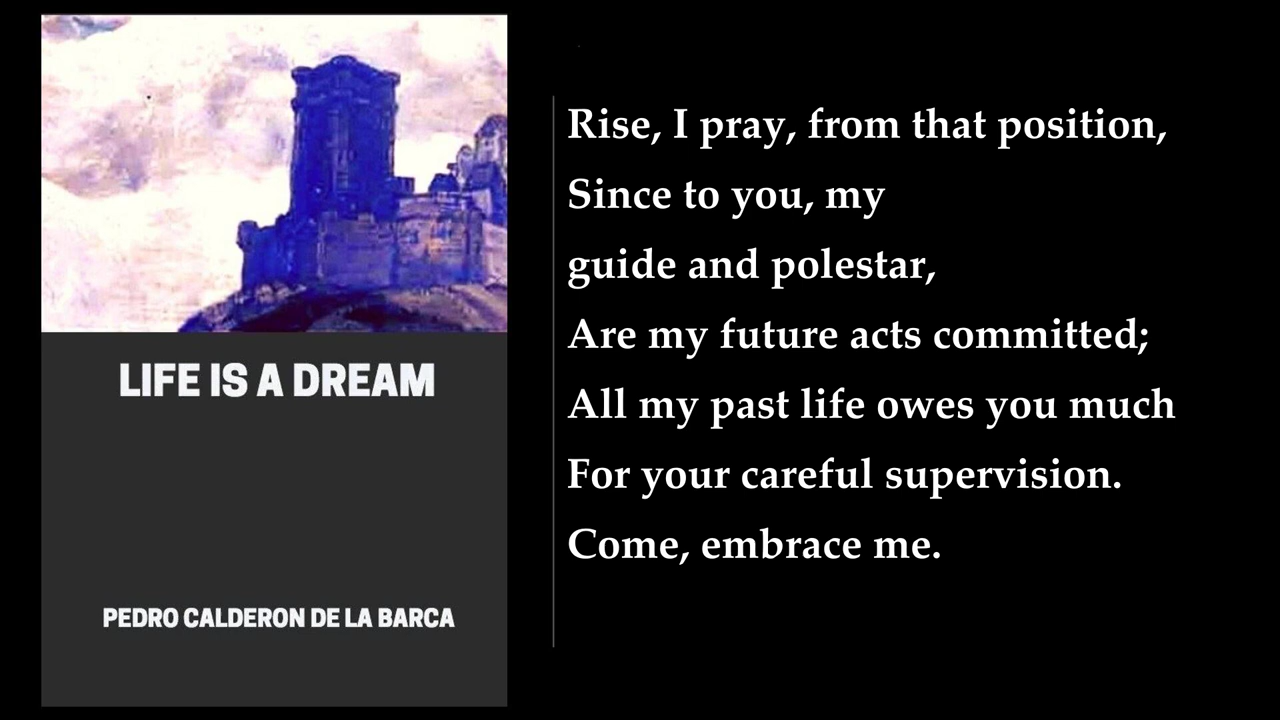 LIFE IS A DREAM
PEDRO CALDERON DE LA BARCA
Rise, I pray, from that position,
Since to you, my
guide and polestar,
Are my future acts committed;
All my past life owes you much
For your careful supervision.
Come, embrace me.